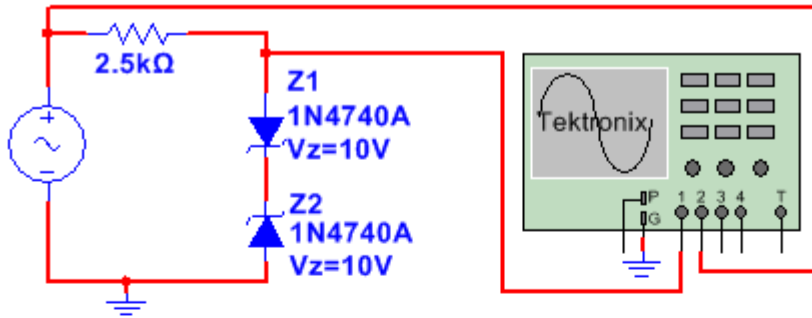 2.5kΩ
Z1
1N4740A
Vz=10V
Z2
1N4740A
Vz=10V
Tektronix
P
G
1 2 3 4 T